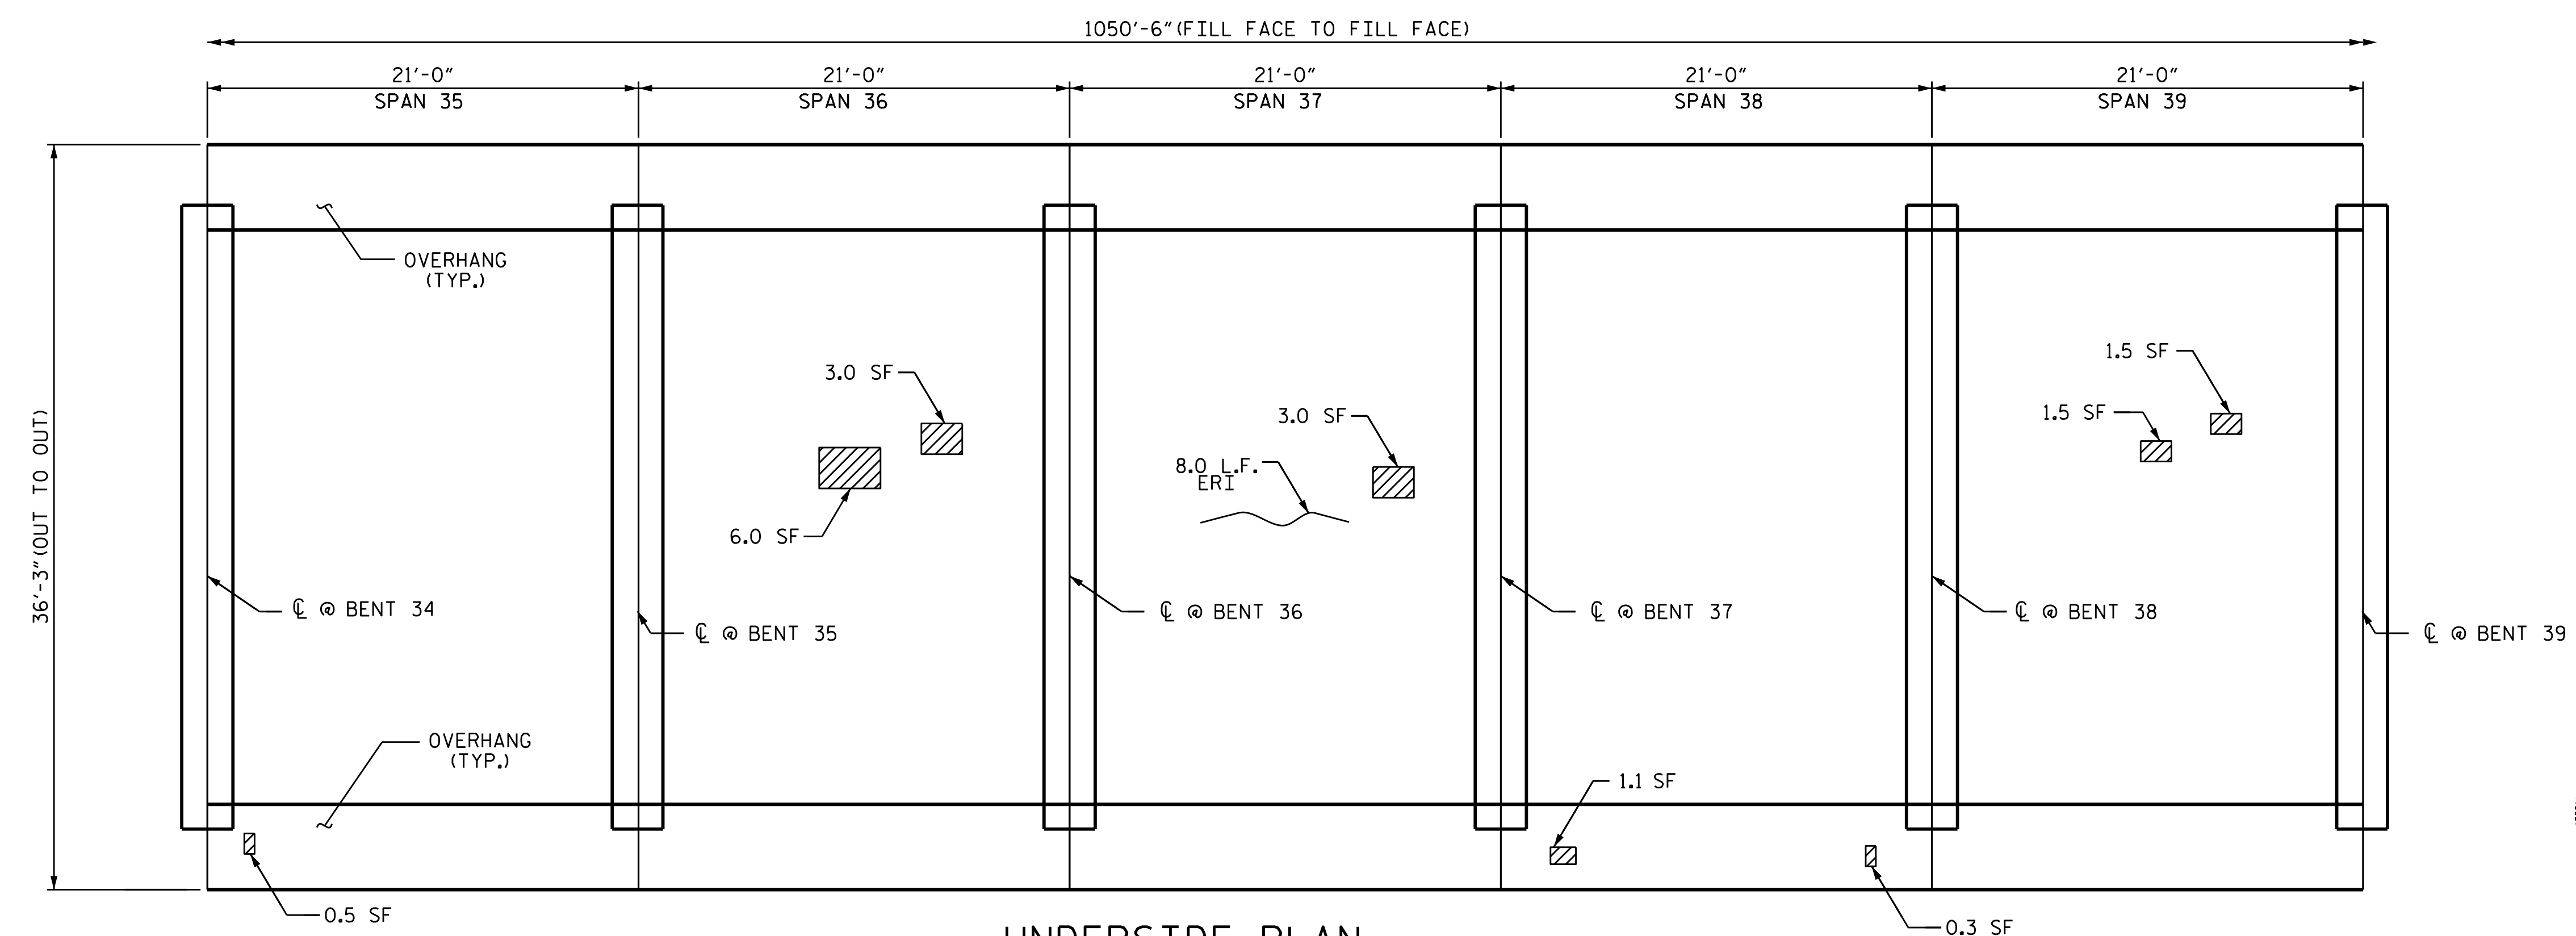 1050'-6"(FILL FACE TO FILL FACE)
21'-0"
SPAN 35
21'-0"
SPAN 36
21'-0"
SPAN 37
21'-0"
SPAN 38
21'-0"
SPAN 39
36'-3"(OUT TO OUT)
OVERHANG
(TYP.)
3.0 SF
6.0 SF
3.0 SF
8.0 L.F.
ERI
1.5 SF
1.5 SF
℄ @ BENT 34
℄ @ BENT 35
℄ @ BENT 36
℄ @ BENT 37
℄ @ BENT 38
℄ @ BENT 39
OVERHANG
(TYP.)
1.1 SF
0.5 SF
0.3 SF
UNDERSIDE PLAN